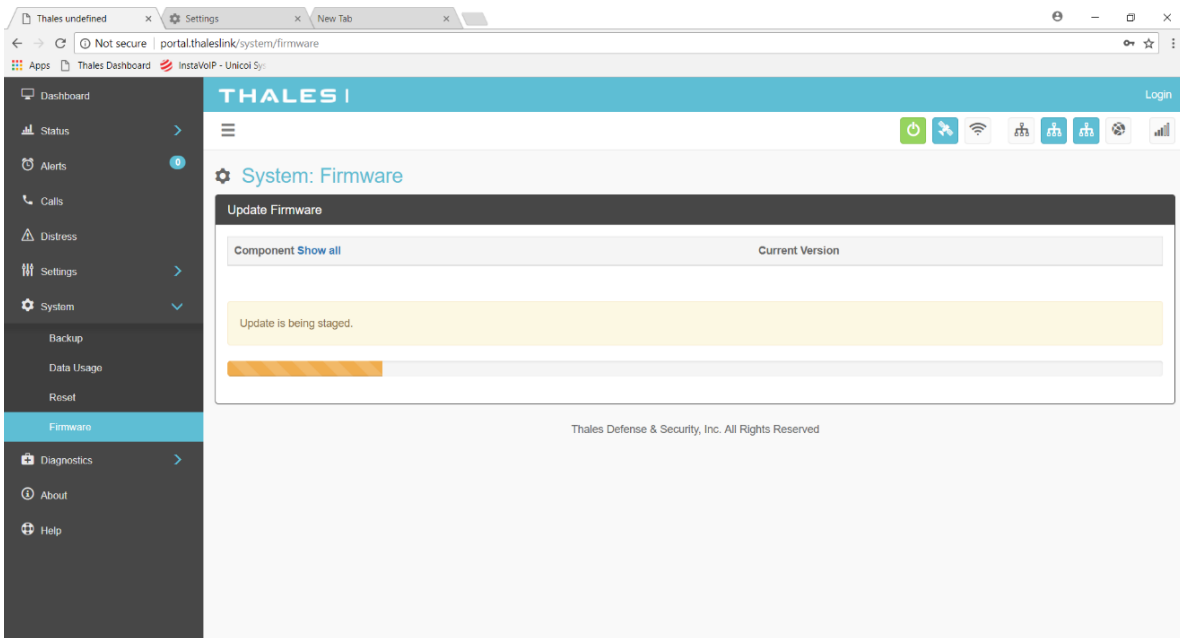 Thales undefined
Settings
New Tab
Not secure
portal.thaleslink/system/firmware
Apps
Thales Dashboard
InstaVoIP - Unicoi Sys
Dashboard
THALES
Login
Status
Alerts
0
System: Firmware
Calls
Update Firmware
Distress
Component Show all
Current Version
Settings
System
Update is being staged.
Backup
Data Usage
Reset
Firmware
Thales Defense & Security, Inc. All Rights Reserved
Diagnostics
About
Help